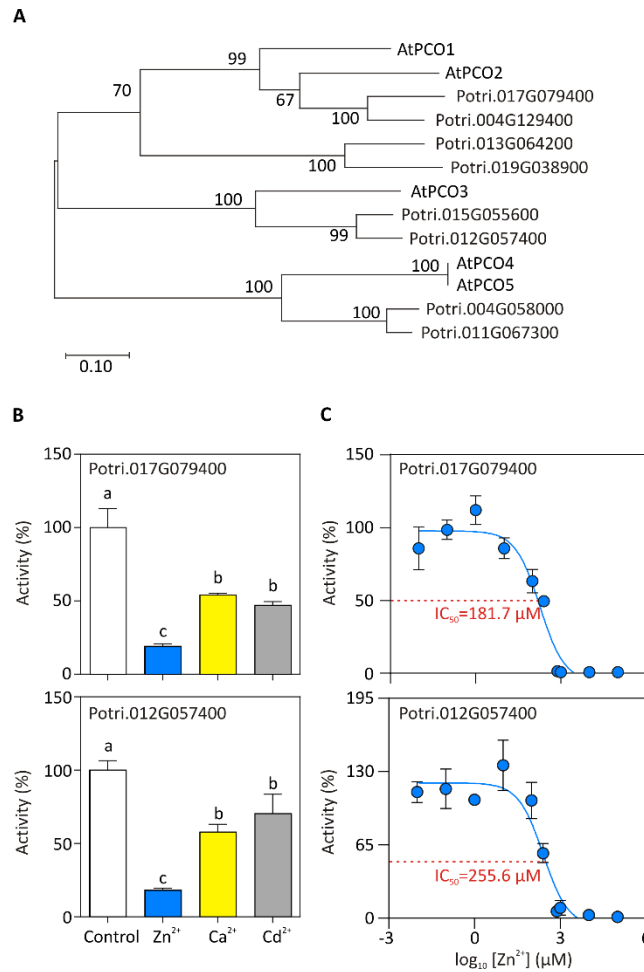 A
AtPCO1
99
AtPCO2
70
67
Potri.017G079400
100
Potri.004G129400
Potri.013G064200
100
Potri.019G038900
AtPCO3
100
Potri.015G055600
99
Potri.012G057400
100
AtPCO4
AtPCO5
100
Potri.004G058000
100
Potri.011G067300
0.10
B
150
Potri.017G079400
a
100
b
b
50
c
0
Activity (%)
150
Potri.012G057400
a
100
b
b
50
c
0
Activity (%)
Control Zn²⁺ Ca²⁺ Cd²⁺
C
150
Potri.017G079400
100
50
IC₅₀=181.7 µM
0
Activity (%)
195
Potri.012G057400
130
65
IC₅₀=255.6 µM
0
Activity (%)
-3 0 3 6
log₁₀ [Zn²⁺] (µM)